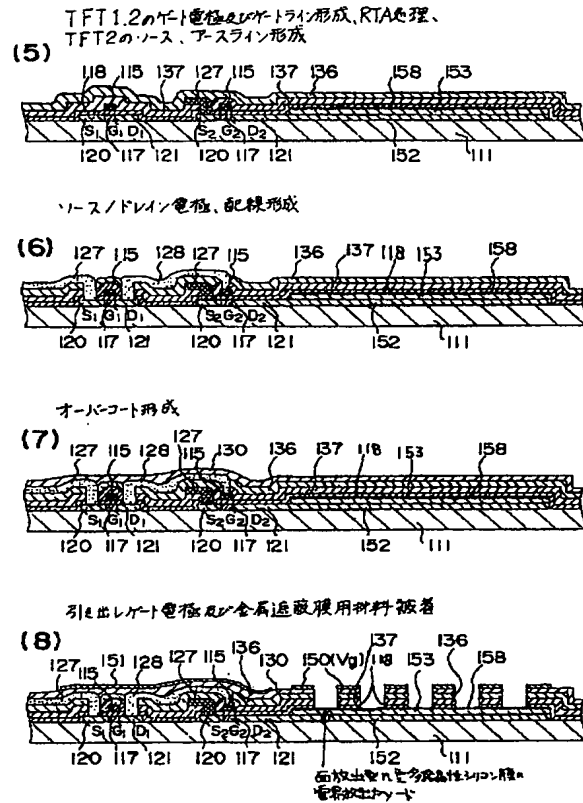 TFT1.2のゲート電極及びゲートライン形成、RTA処理、
TFT2のソース、アースライン形成
(5)
118 115 137 127 115 137 136 158 153
S1 G1 D1 S2 G2 D2
120 117 121 120 117 121 152 111
ソース/ドレイン電極、配線形成
(6)
127 115 128 127 115 136 137 118 153 158
S1 G1 D1 S2 G2 D2
120 117 121 120 117 121 152 111
オーバーコート形成
(7)
127 115 128 127 115 130 136 137 118 153 158
S1 G1 D1 S2 G2 D2
120 117 121 120 117 121 152 111
引き出しゲート電極及び金属遮蔽膜用材料被着
(8)
127 115 151 128 127 115 136 130 150(Vg) 137 118 153 136 158
S1 G1 D1 S2 G2 D2
120 117 121 120 117 121 152 111
面放出型n型多結晶性シリコン膜の
電界放出カソード